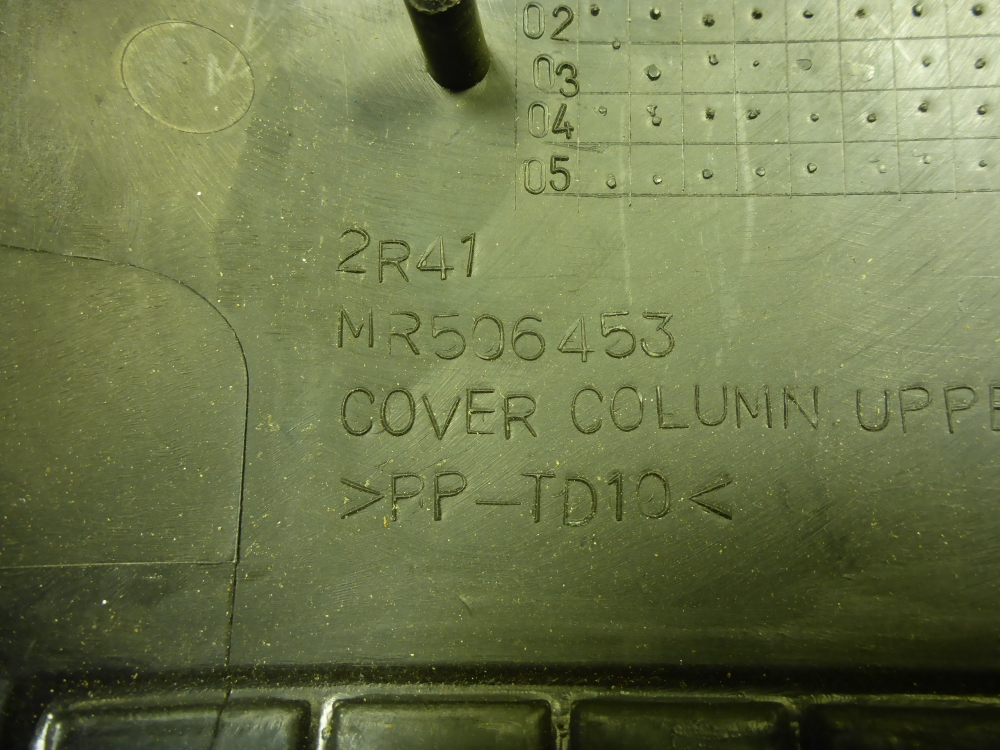 02
03
04
05
2R41
MR506453
COVER COLUMN UPPE
>PP-TD10<